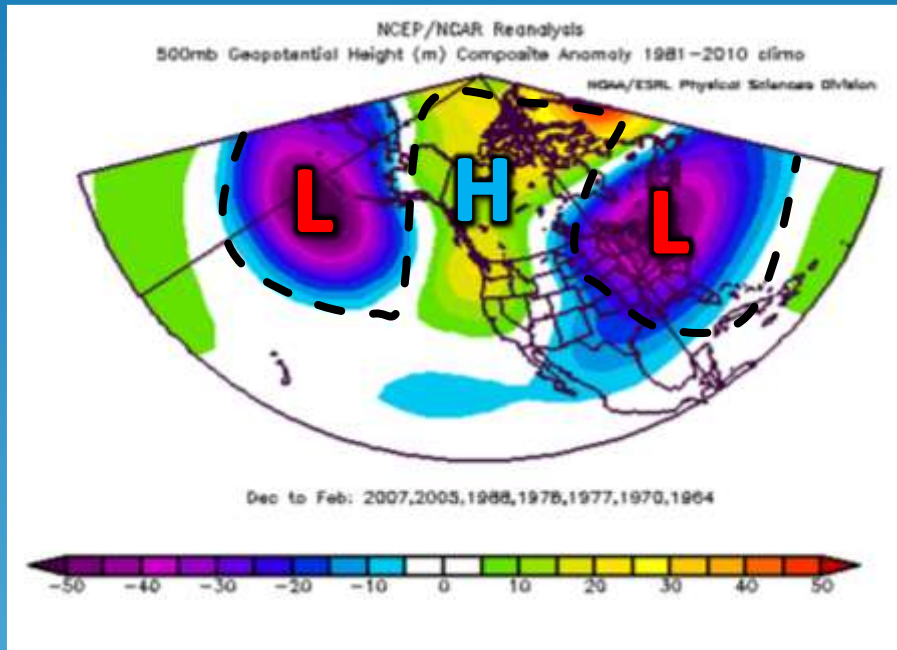 NCEP/NCAR Reanalysis
500mb Geopotential Height (m) Composite Anomaly 1981-2010 climo
NOAA/ESRL Physical Sciences Division
L
H
L
Dec to Feb: 2007,2005,1988,1978,1977,1970,1964
-50 -40 -30 -20 -10 0 10 20 30 40 50